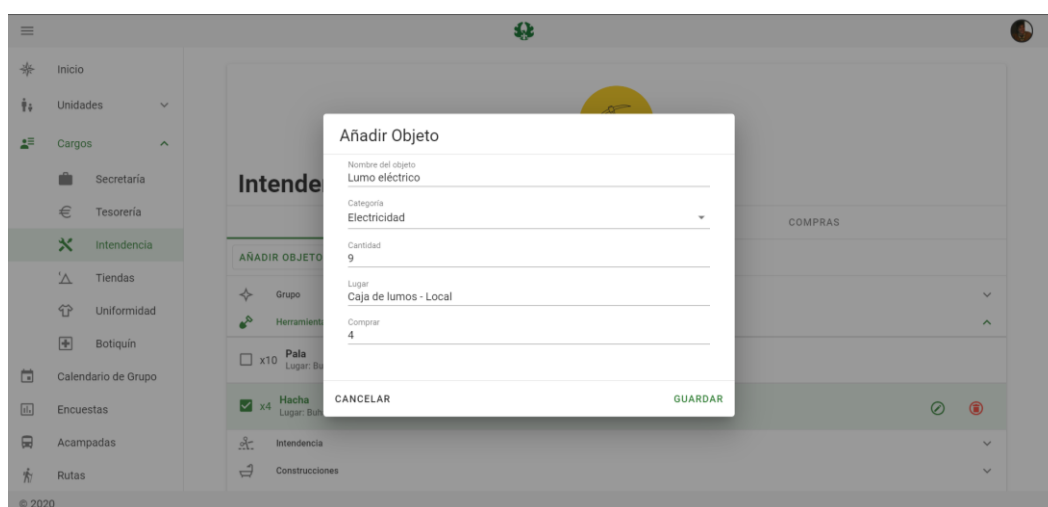 Inicio
Unidades
Cargos
Secretaría
Tesorería
Intendencia
Tiendas
Uniformidad
Botiquín
Calendario de Grupo
Encuestas
Acampadas
Rutas
© 2020
COMPRAS
AÑADIR OBJETO
Grupo
x10 Pala
Lugar:
x4 Hacha
Lugar:
Intendencia
Construcciones
Añadir Objeto
Nombre del objeto
Lumo eléctrico
Categoría
Electricidad
Cantidad
9
Lugar
Caja de lumos - Local
Comprar
4
CANCELAR
GUARDAR